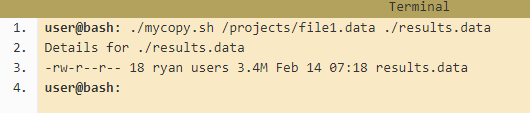 Terminal
1. user@bash: ./mycopy.sh /projects/file1.data ./results.data
2. Details for ./results.data
3. -rw-r--r-- 18 ryan users 3.4M Feb 14 07:18 results.data
4. user@bash: